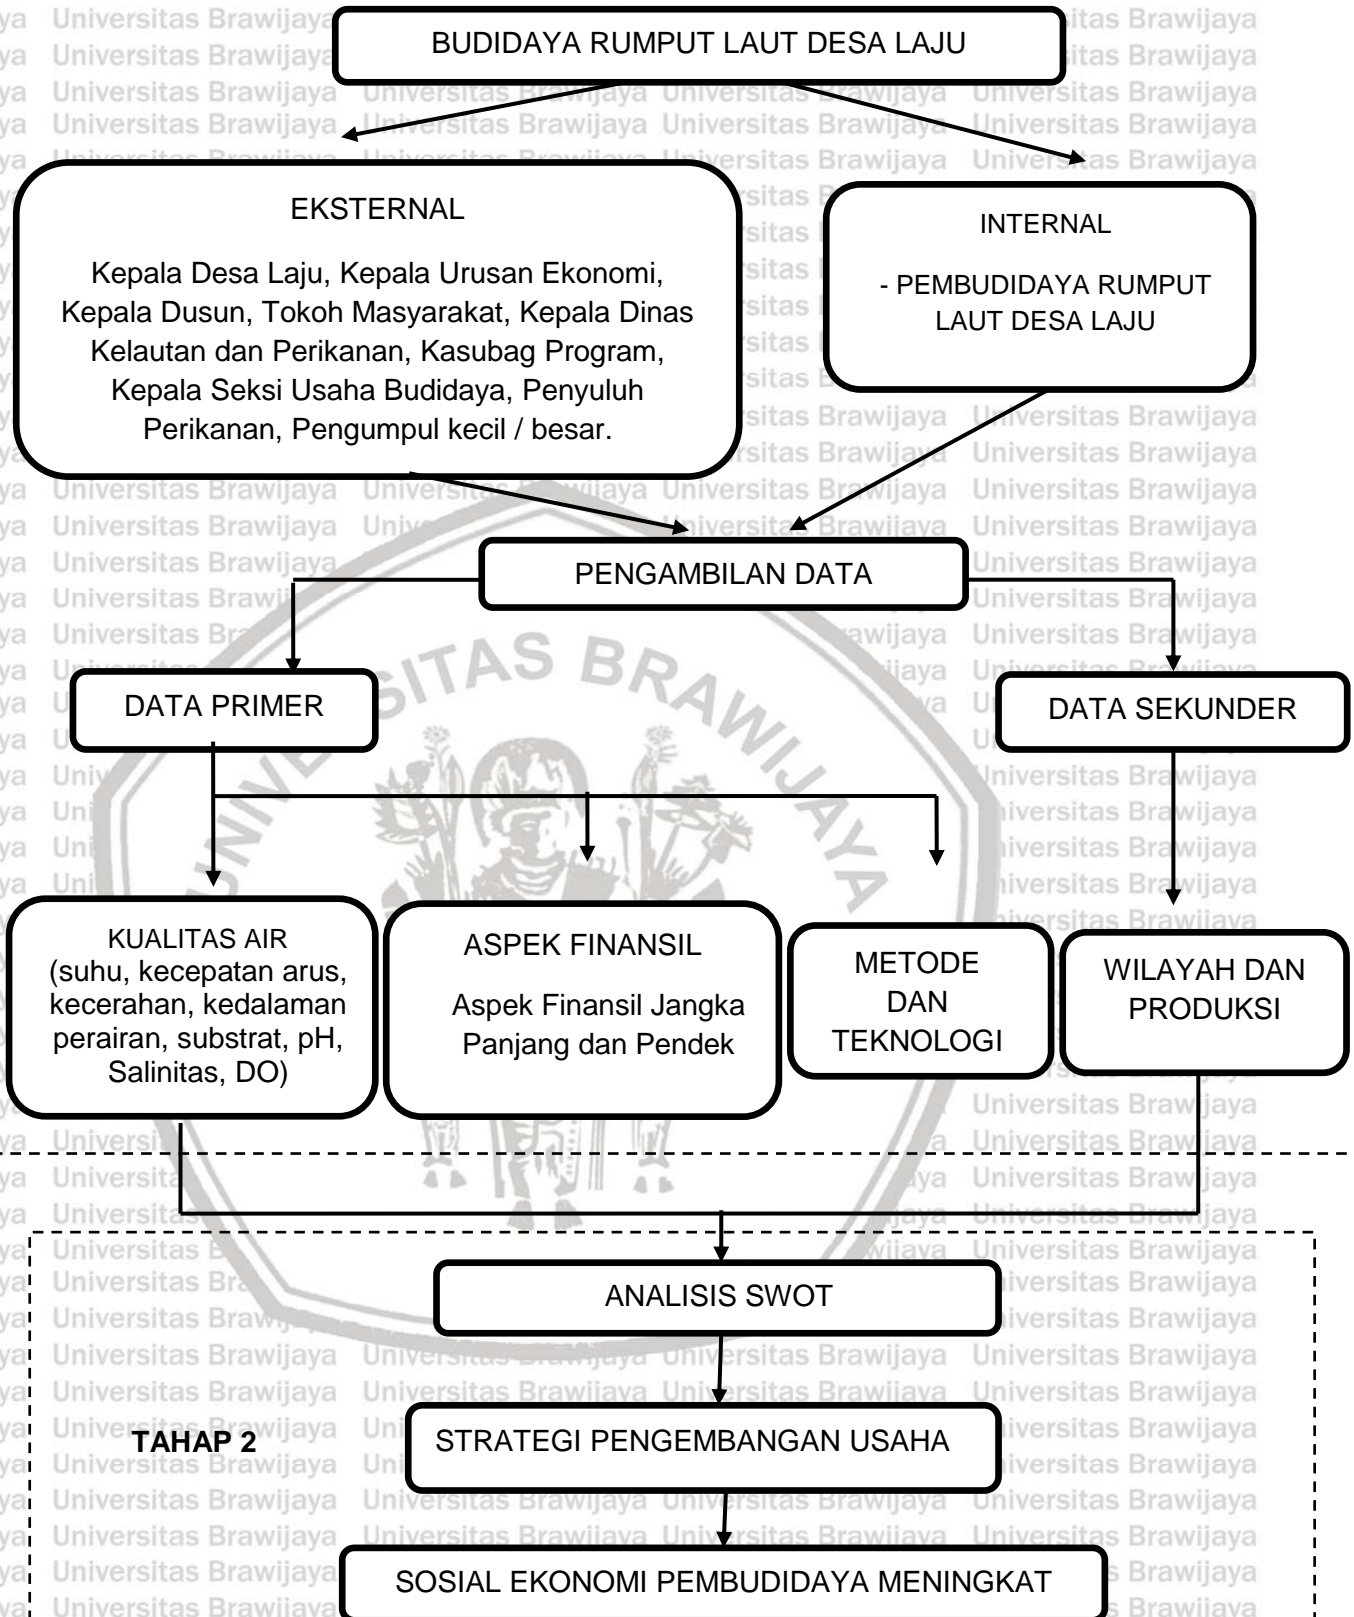 BUDIDAYA RUMPUT LAUT DESA LAJU
EKSTERNAL
Kepala Desa Laju, Kepala Urusan Ekonomi,
Kepala Dusun, Tokoh Masyarakat, Kepala Dinas
Kelautan dan Perikanan, Kasubag Program,
Kepala Seksi Usaha Budidaya, Penyuluh
Perikanan, Pengumpul kecil / besar.
INTERNAL
- PEMBUDIDAYA RUMPUT
LAUT DESA LAJU
PENGAMBILAN DATA
DATA PRIMER
DATA SEKUNDER
KUALITAS AIR
(suhu, kecepatan arus,
kecerahan, kedalaman
perairan, substrat, pH,
Salinitas, DO)
ASPEK FINANSIL
Aspek Finansil Jangka
Panjang dan Pendek
METODE
DAN
TEKNOLOGI
WILAYAH DAN
PRODUKSI
ANALISIS SWOT
TAHAP 2
STRATEGI PENGEMBANGAN USAHA
SOSIAL EKONOMI PEMBUDIDAYA MENINGKAT
UNIVERSITAS BRAWIJAYA